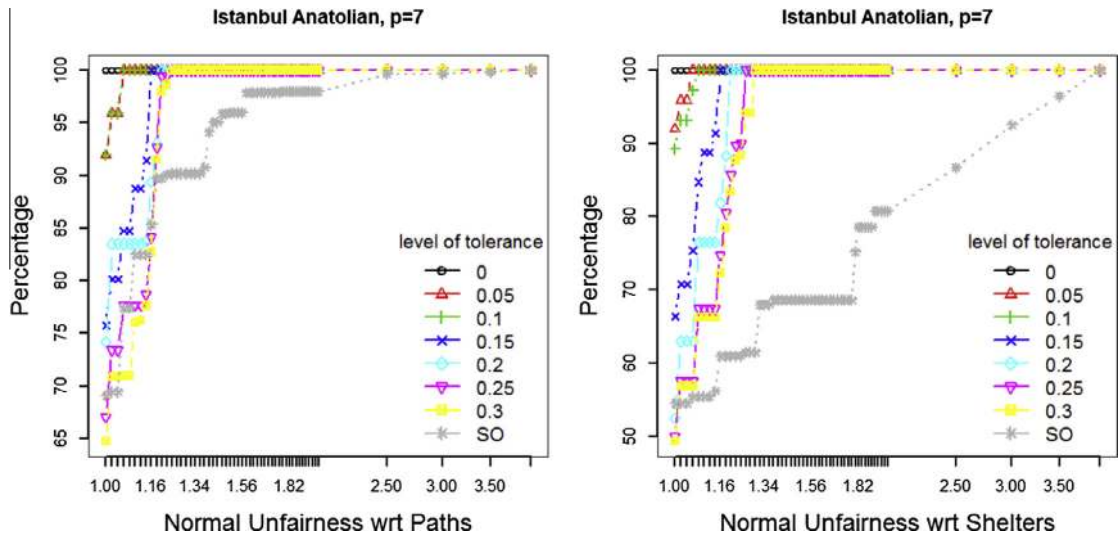 Istanbul Anatolian, p=7
Percentage
100
95
90
85
80
75
70
65
level of tolerance
0
0.05
0.1
0.15
0.2
0.25
0.3
SO
1.00 1.16 1.34 1.56 1.82 2.50 3.00 3.50
Normal Unfairness wrt Paths
Istanbul Anatolian, p=7
Percentage
100
90
80
70
60
50
level of tolerance
0
0.05
0.1
0.15
0.2
0.25
0.3
SO
1.00 1.16 1.34 1.56 1.82 2.50 3.00 3.50
Normal Unfairness wrt Shelters